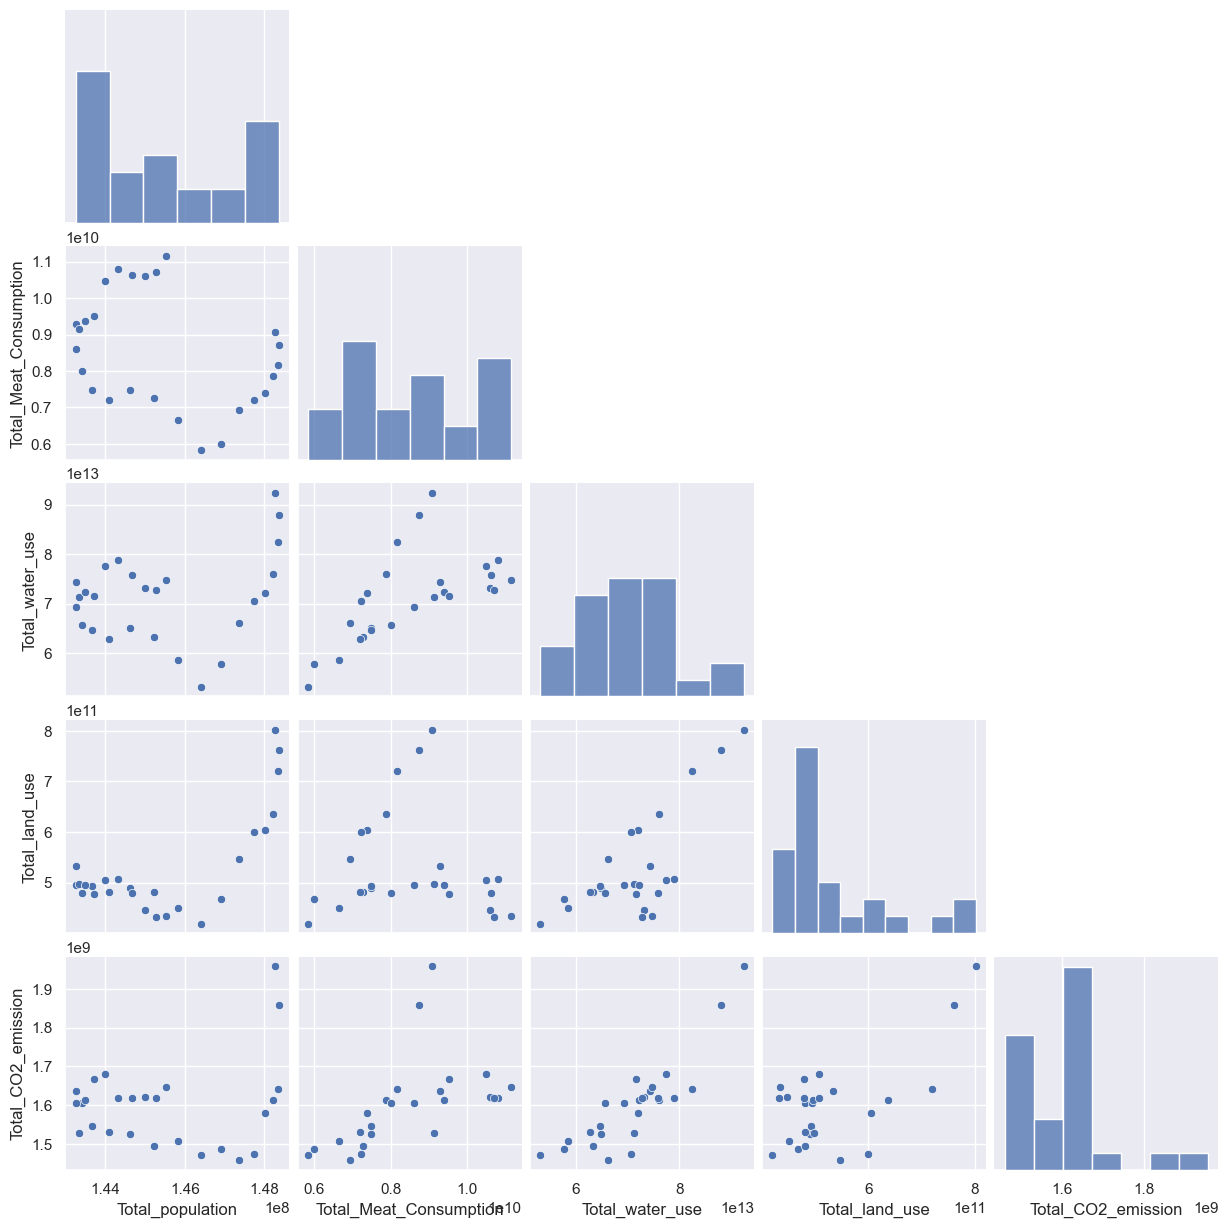 1e10
1.1
1.0
0.9
0.8
0.7
0.6
Total_Meat_Consumption
1e13
9
8
7
6
Total_water_use
1e11
8
7
6
5
Total_land_use
1e9
1.9
1.8
1.7
1.6
1.5
Total_CO2_emission
1.44 1.46 1.48
1e8
Total_population
0.6 0.8 1.0
1e10
Total_Meat_Consumption
6 8
1e13
Total_water_use
6 8
1e11
Total_land_use
1.6 1.8
1e9
Total_CO2_emission